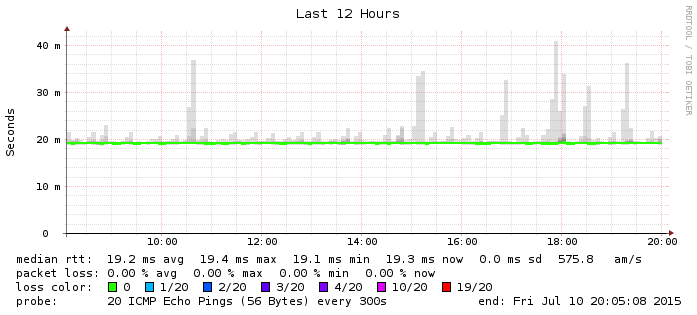 Last 12 Hours
RRDTOOL / TOBI OETIKER
Seconds
40 m
30 m
20 m
10 m
0
10:00 12:00 14:00 16:00 18:00 20:00
median rtt: 19.2 ms avg 19.4 ms max 19.1 ms min 19.3 ms now 0.0 ms sd 575.8 am/s
packet loss: 0.00 % avg 0.00 % max 0.00 % min 0.00 % now
loss color: 0 1/20 2/20 3/20 4/20 10/20 19/20
probe: 20 ICMP Echo Pings (56 Bytes) every 300s end: Fri Jul 10 20:05:08 2015